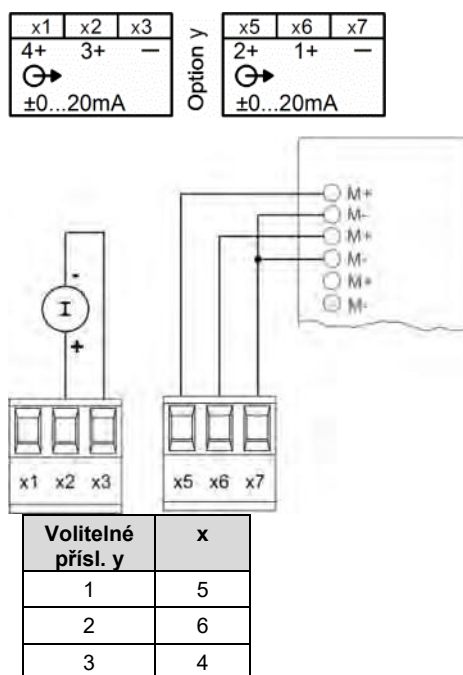 x1 x2 x3
4+ 3+ —
±0...20mA
Option y
x5 x6 x7
2+ 1+ —
±0...20mA
M+
M-
M+
M-
M+
M-
-
I
+
x1 x2 x3
x5 x6 x7
Volitelné přísl. y x
1 5
2 6
3 4